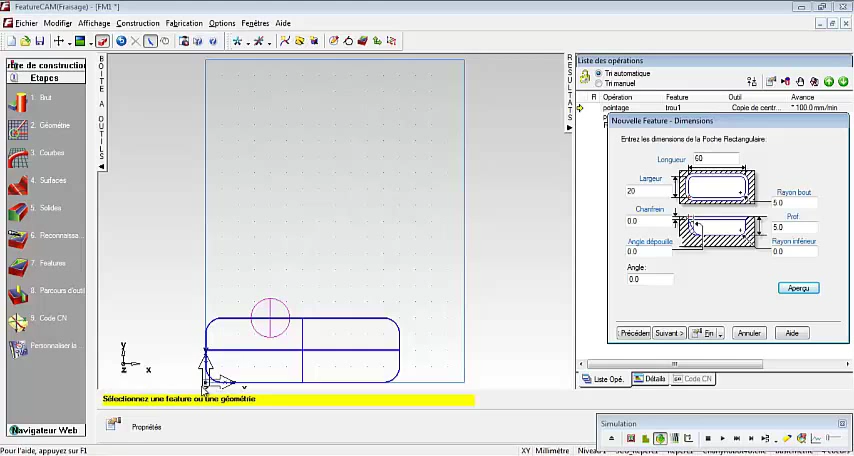 FeatureCAM(Fraisage) - [FM1 *]
Fichier Modifier Affichage Construction Fabrication Options Fenêtres Aide
Etapes
1. Brut
2. Géométrie
3. Courbes
4. Surfaces
5. Solides
6. Reconnaissa...
7. Features
8. Parcours d'outil
9. Code CN
Personnaliser la ...
Navigateur Web
BOITE A OUTILS
Y
X
Z
RESULTATS
Sélectionnez une feature ou une géométrie
Propriétés
Liste des opérations
Tri automatique
Tri manuel
R Opération Feature Outil Avance
pointage trou1 Copie de centr... * 100.0 mm/min
Nouvelle Feature - Dimensions
Entrez les dimensions de la Poche Rectangulaire:
Longueur 60
Largeur
20
Rayon bout
5.0
Chanfrein
0.0
Prof.
5.0
Angle dépouille
0.0
Rayon inférieur
0.0
Angle:
0.0
Aperçu
< Précéden Suivant > Fin Annuler Aide
Liste Opé. Détails Code CN
Simulation
Pour l'aide, appuyez sur F1
XY Millimètre